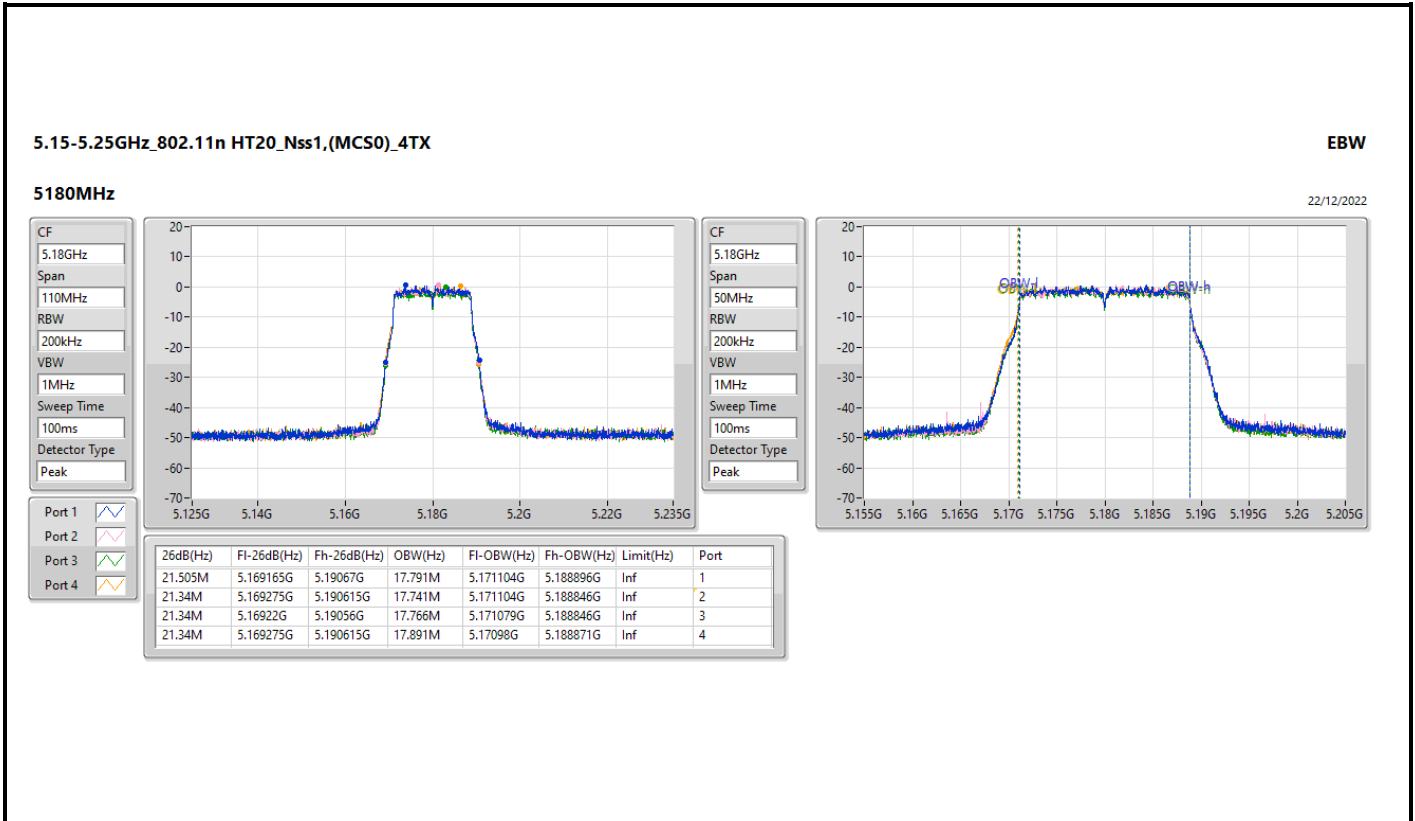 5.15-5.25GHz_802.11n HT20_Nss1,(MCS0)_4TX
EBW
5180MHz
22/12/2022
CF
5.18GHz
Span
110MHz
RBW
200kHz
VBW
1MHz
Sweep Time
100ms
Detector Type
Peak
20
10
0
-10
-20
-30
-40
-50
-60
-70
5.125G 5.14G 5.16G 5.18G 5.2G 5.22G 5.235G
CF
5.18GHz
Span
50MHz
RBW
200kHz
VBW
1MHz
Sweep Time
100ms
Detector Type
Peak
20
10
0
-10
-20
-30
-40
-50
-60
-70
OBW-l OBW-h
5.155G 5.16G 5.165G 5.17G 5.175G 5.18G 5.185G 5.19G 5.195G 5.2G 5.205G
Port 1
Port 2
Port 3
Port 4
26dB(Hz) Fl-26dB(Hz) Fh-26dB(Hz) OBW(Hz) Fl-OBW(Hz) Fh-OBW(Hz) Limit(Hz) Port
21.505M 5.169165G 5.19067G 17.791M 5.171104G 5.188896G Inf 1
21.34M 5.169275G 5.190615G 17.741M 5.171104G 5.188846G Inf 2
21.34M 5.16922G 5.19056G 17.766M 5.171079G 5.188846G Inf 3
21.34M 5.169275G 5.190615G 17.891M 5.17098G 5.188871G Inf 4